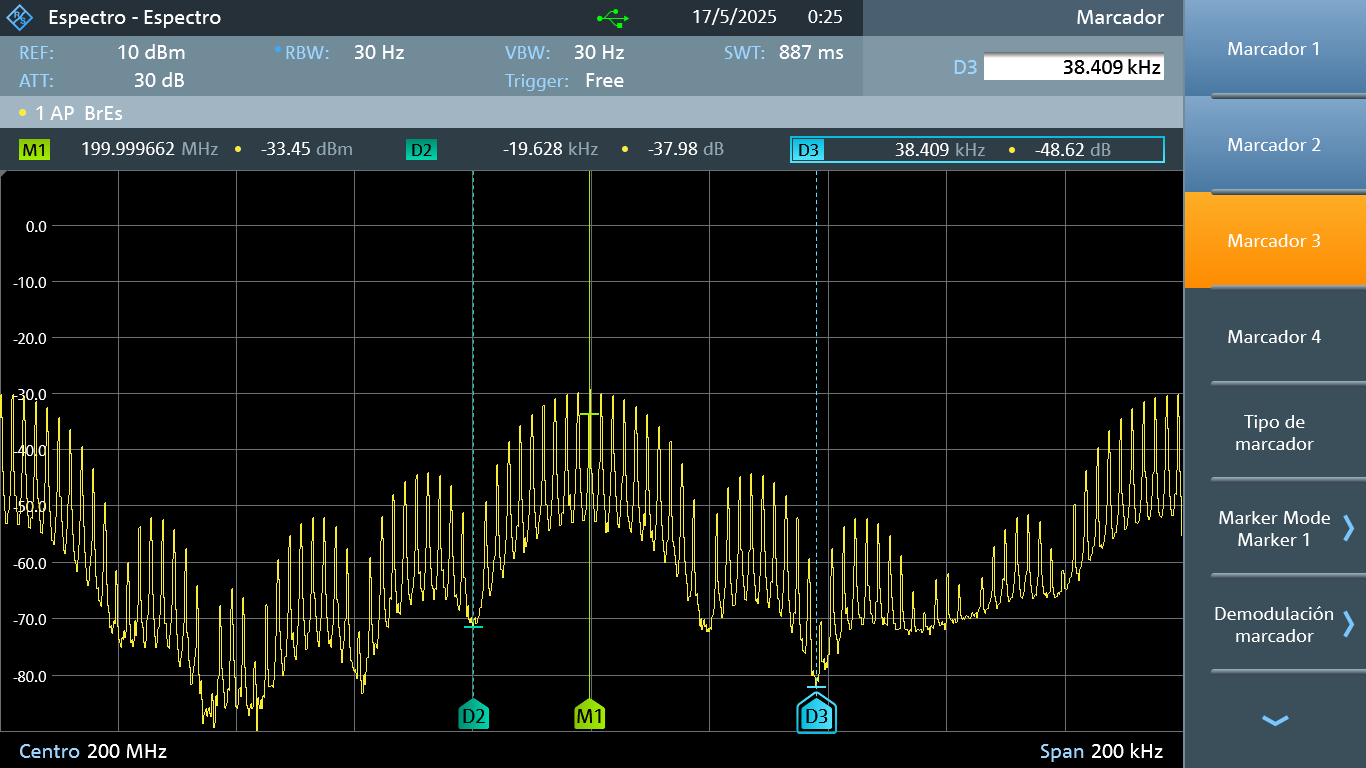 Espectro - Espectro 17/5/2025 0:25 Marcador
REF: 10 dBm RBW: 30 Hz VBW: 30 Hz SWT: 887 ms
ATT: 30 dB Trigger: Free
D3 38.409 kHz
1 AP BrEs
M1 199.999662 MHz • -33.45 dBm D2 -19.628 kHz • -37.98 dB D3 38.409 kHz • -48.62 dB
0.0
-10.0
-20.0
-30.0
-40.0
-50.0
-60.0
-70.0
-80.0
D2 M1 D3
Centro 200 MHz Span 200 kHz
Marcador 1
Marcador 2
Marcador 3
Marcador 4
Tipo de
marcador
Marker Mode
Marker 1
Demodulación
marcador